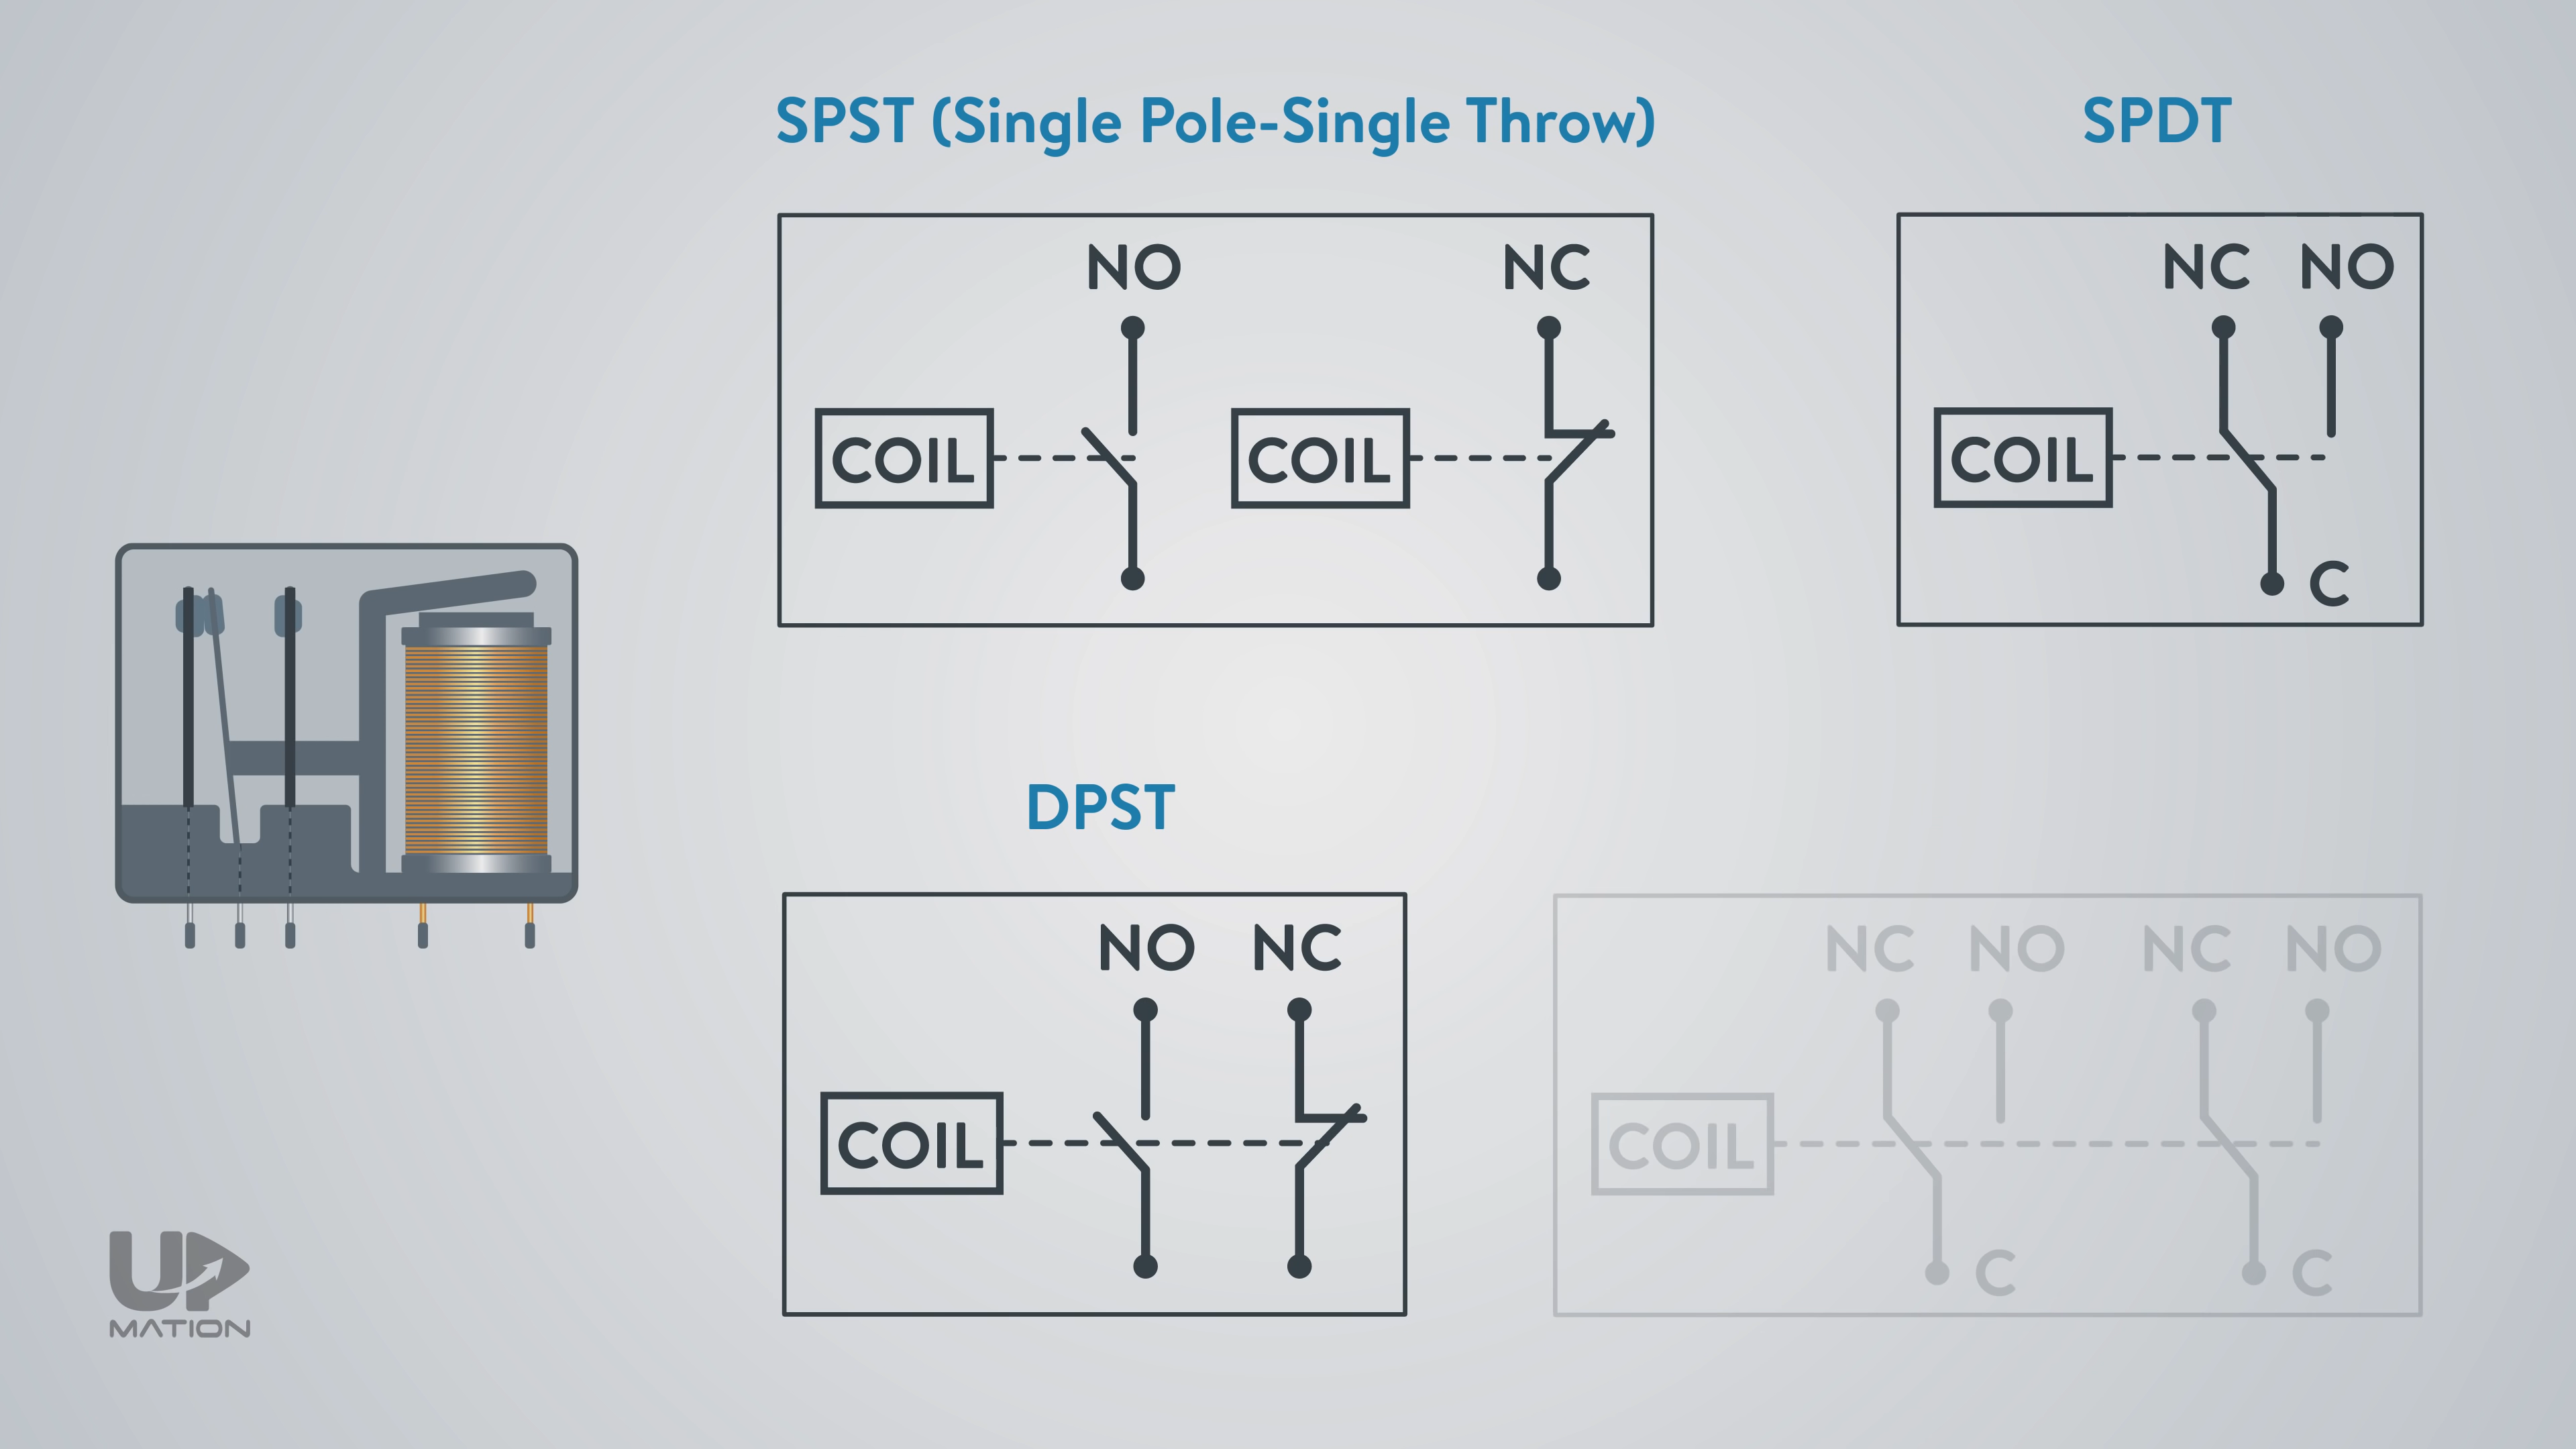 SPST (Single Pole-Single Throw)
NO NC
COIL COIL
SPDT
NC NO
COIL
C
DPST
NO NC
COIL
NC NO NC NO
COIL
C C
UP
MATION